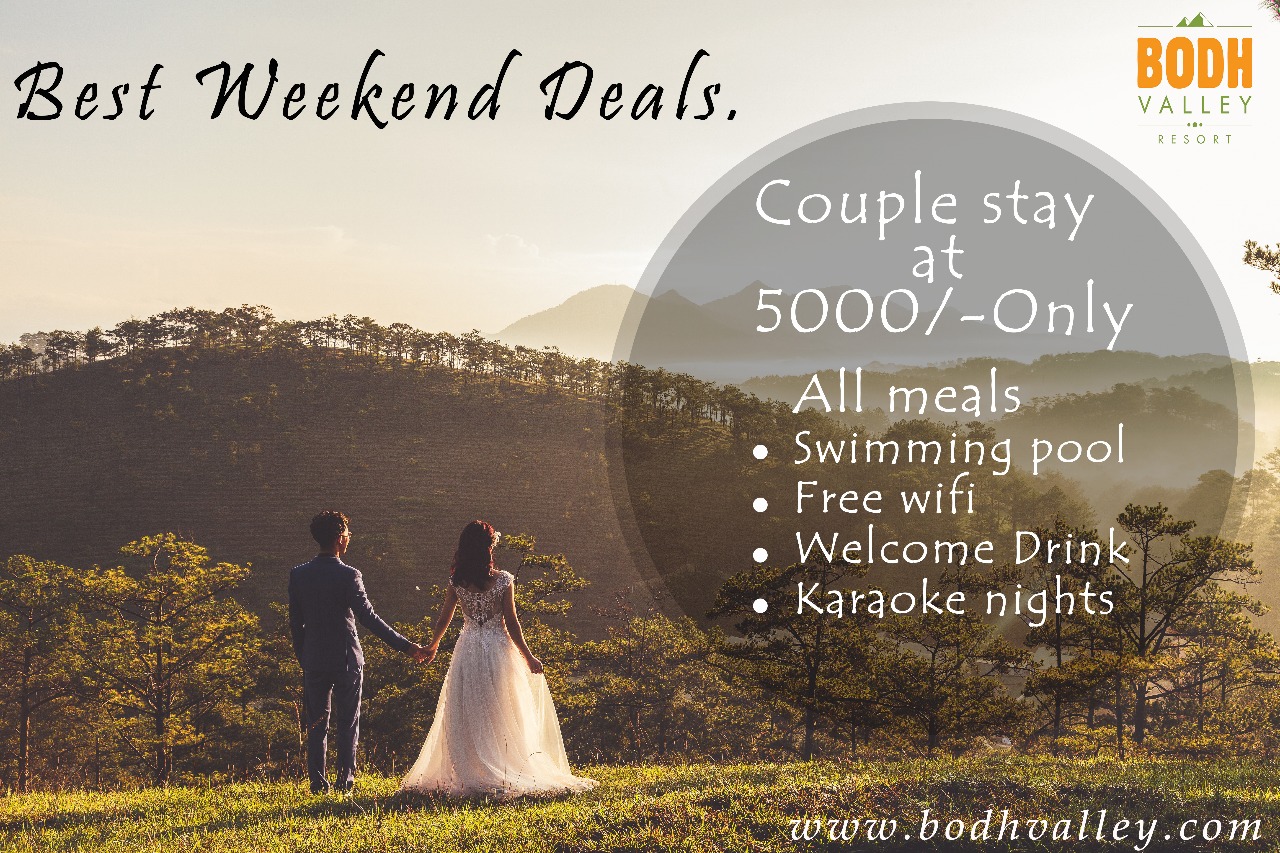 Best Weekend Deals.
BODH
VALLEY
RESORT
Couple stay
at
5000/-Only
All meals
• Swimming pool
• Free wifi
• Welcome Drink
• Karaoke nights
www.bodhvalley.com